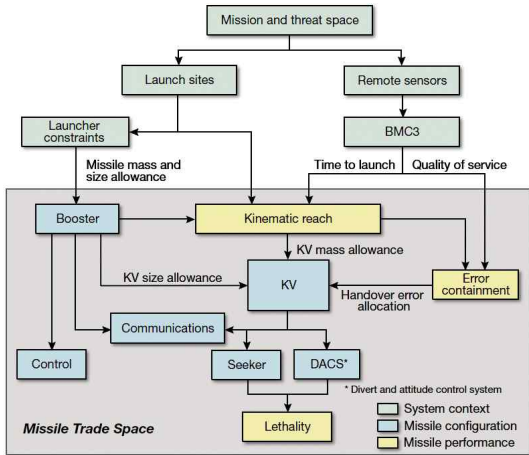 Mission and threat space
Launch sites
Remote sensors
Launcher
constraints
BMC3
Missile mass and
size allowance
Time to launch
Quality of service
Booster
Kinematic reach
KV mass allowance
KV size allowance
KV
Error
containment
Handover error
allocation
Communications
Control
Seeker
DACS*
* Divert and attitude control system
Lethality
System context
Missile configuration
Missile performance
Missile Trade Space